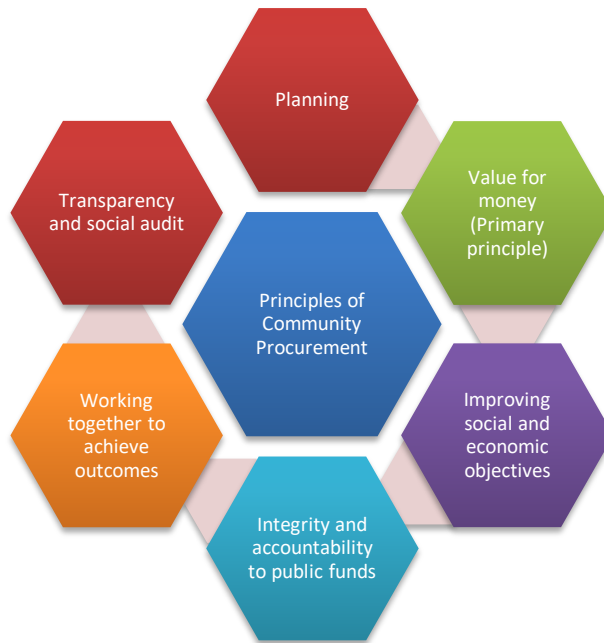 Planning
Value for
money
(Primary
principle)
Improving
social and
economic
objectives
Integrity and
accountability
to public funds
Working
together to
achieve
outcomes
Transparency
and social audit
Principles of
Community
Procurement